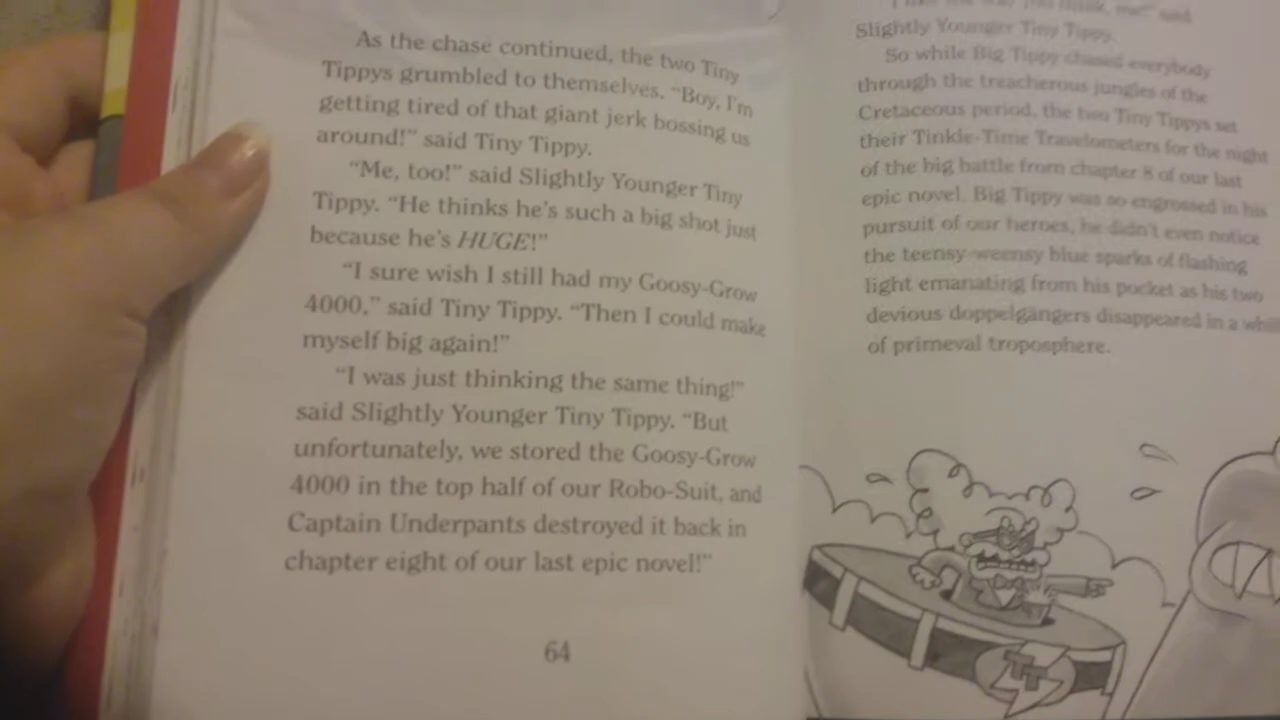 As the chase continued, the two Tiny
Tippys grumbled to themselves. “Boy, I’m
getting tired of that giant jerk bossing us
around!” said Tiny Tippy.
“Me, too!” said Slightly Younger Tiny
Tippy. “He thinks he’s such a big shot just
because he’s HUGE!”
“I sure wish I still had my Goosy-Grow
4000,” said Tiny Tippy. “Then I could make
myself big again!”
“I was just thinking the same thing!”
said Slightly Younger Tiny Tippy. “But
unfortunately, we stored the Goosy-Grow
4000 in the top half of our Robo-Suit, and
Captain Underpants destroyed it back in
chapter eight of our last epic novel!”
64
said
Slightly Younger Tiny Tippy.
So while Big Tippy chased everybody
through the treacherous jungles of the
Cretaceous period, the two Tiny Tippys set
their Tinkle-Time Travelometers for the night
of the big battle from chapter 8 of our last
epic novel. Big Tippy was so engrossed in his
pursuit of our heroes, he didn’t even notice
the teensy-weensy blue sparks of flashing
light emanating from his pocket as his two
devious doppelgängers disappeared in a
of primeval troposphere.
TT